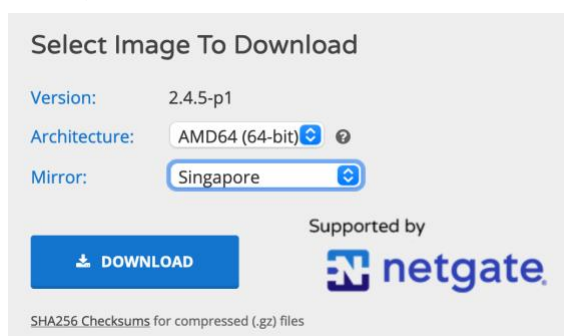 Select Image To Download
Version: 2.4.5-p1
Architecture: AMD64 (64-bit)
Mirror: Singapore
Supported by
DOWNLOAD
netgate
SHA256 Checksums for compressed (.gz) files